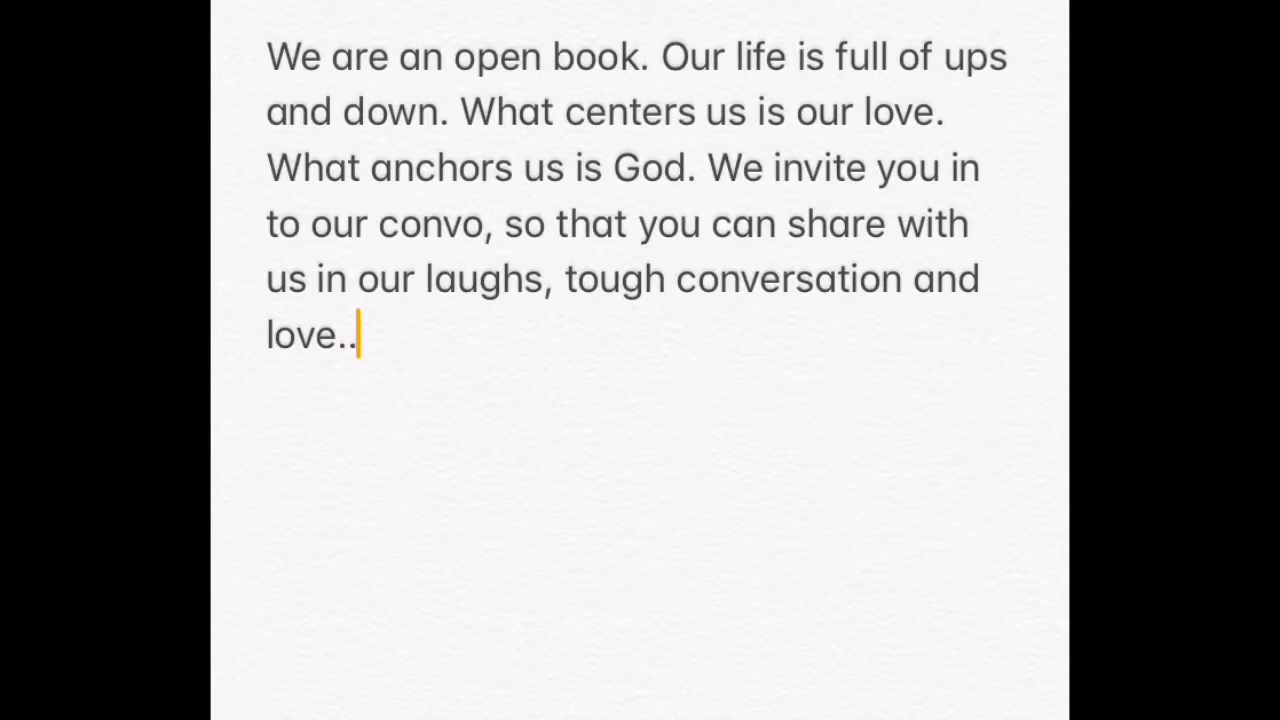 We are an open book. Our life is full of ups
and down. What centers us is our love.
What anchors us is God. We invite you in
to our convo, so that you can share with
us in our laughs, tough conversation and
love..